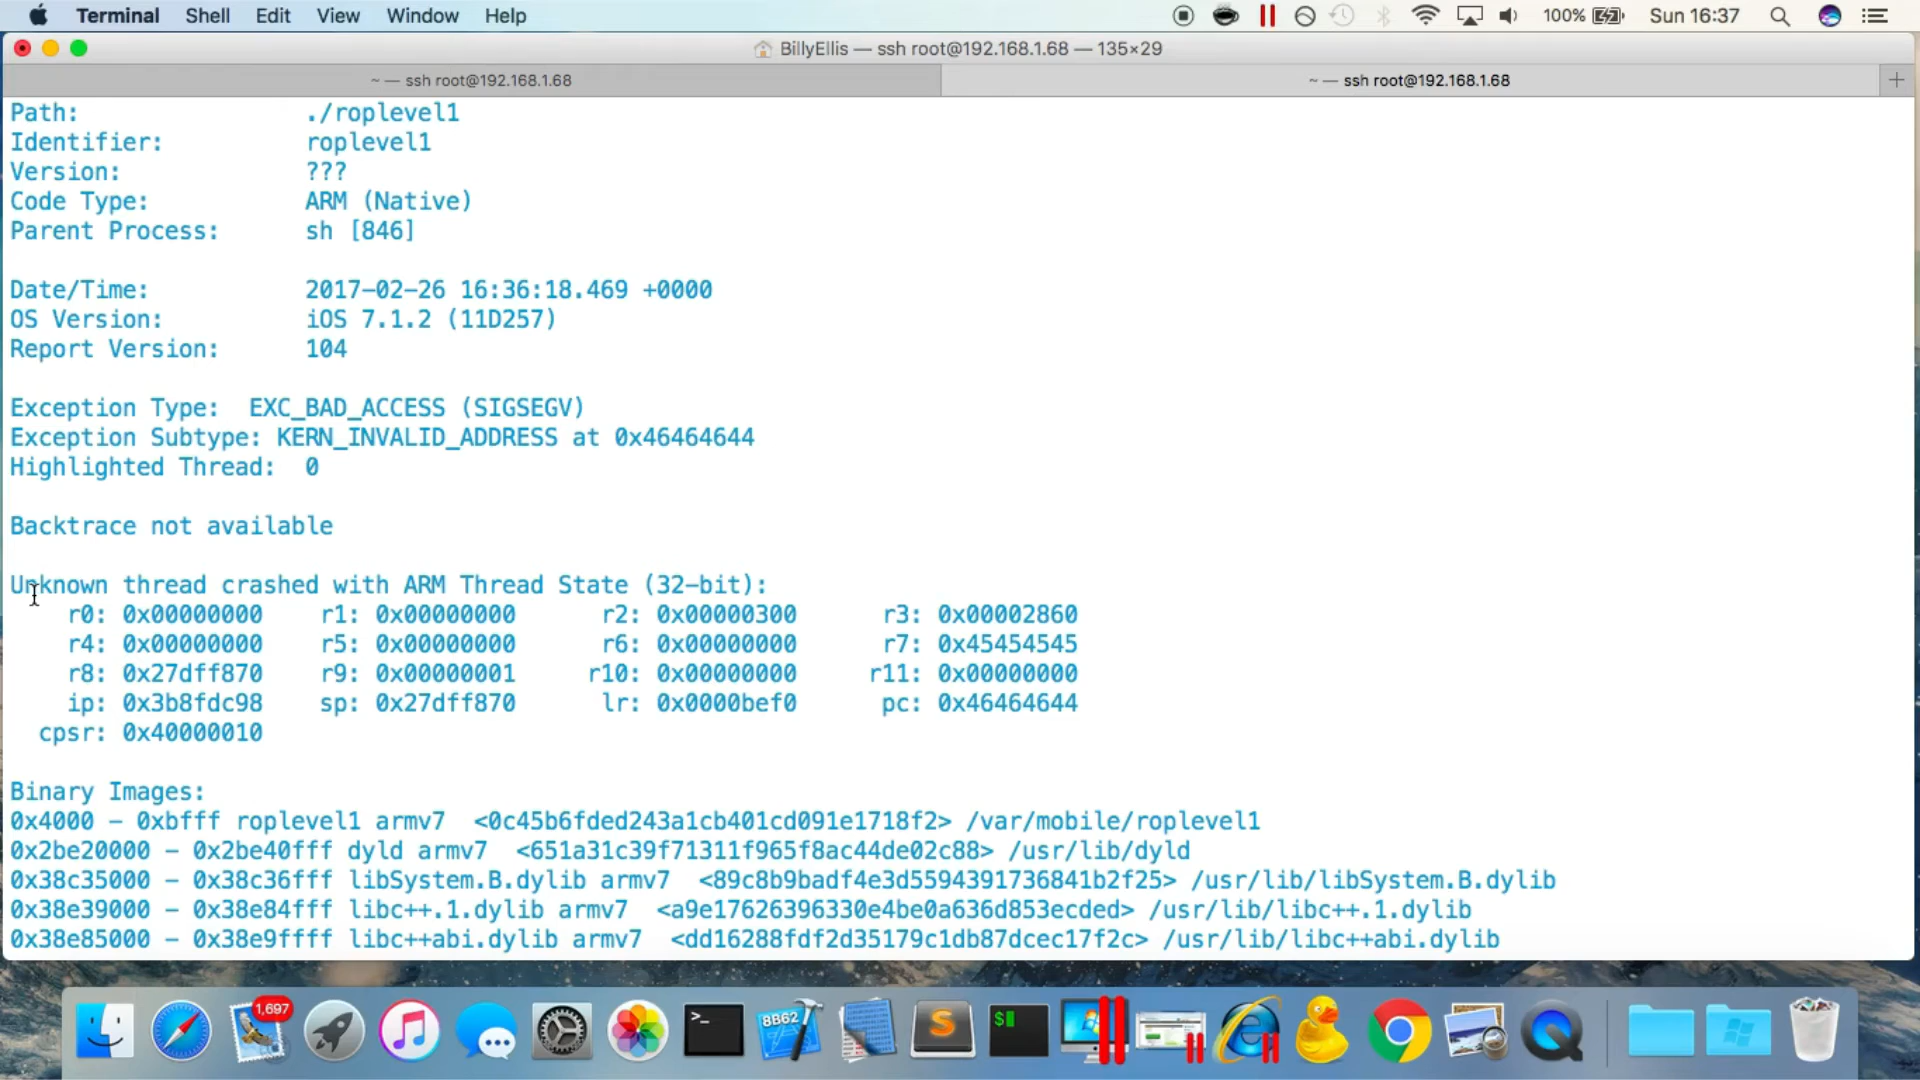 Terminal Shell Edit View Window Help 100% Sun 16:37
BillyEllis — ssh root@192.168.1.68 — 135×29
~ — ssh root@192.168.1.68 ~ — ssh root@192.168.1.68 +
Path: ./roplevel1
Identifier: roplevel1
Version: ???
Code Type: ARM (Native)
Parent Process: sh [846]
Date/Time: 2017-02-26 16:36:18.469 +0000
OS Version: iOS 7.1.2 (11D257)
Report Version: 104
Exception Type: EXC_BAD_ACCESS (SIGSEGV)
Exception Subtype: KERN_INVALID_ADDRESS at 0x46464644
Highlighted Thread: 0
Backtrace not available
Unknown thread crashed with ARM Thread State (32-bit):
r0: 0x00000000 r1: 0x00000000 r2: 0x00000300 r3: 0x00002860
r4: 0x00000000 r5: 0x00000000 r6: 0x00000000 r7: 0x45454545
r8: 0x27dff870 r9: 0x00000001 r10: 0x00000000 r11: 0x00000000
ip: 0x3b8fdc98 sp: 0x27dff870 lr: 0x0000bef0 pc: 0x46464644
cpsr: 0x40000010
Binary Images:
0x4000 - 0xbfff roplevel1 armv7 <0c45b6fded243a1cb401cd091e1718f2> /var/mobile/roplevel1
0x2be20000 - 0x2be40fff dyld armv7 <651a31c39f71311f965f8ac44de02c88> /usr/lib/dyld
0x38c35000 - 0x38c36fff libSystem.B.dylib armv7 <89c8b9badf4e3d5594391736841b2f25> /usr/lib/libSystem.B.dylib
0x38e39000 - 0x38e84fff libc++.1.dylib armv7 <a9e17626396330e4be0a636d853ecded> /usr/lib/libc++.1.dylib
0x38e85000 - 0x38e9ffff libc++abi.dylib armv7 <dd16288fdf2d35179c1db87dcec17f2c> /usr/lib/libc++abi.dylib
1,697
>_
8B62
S
$